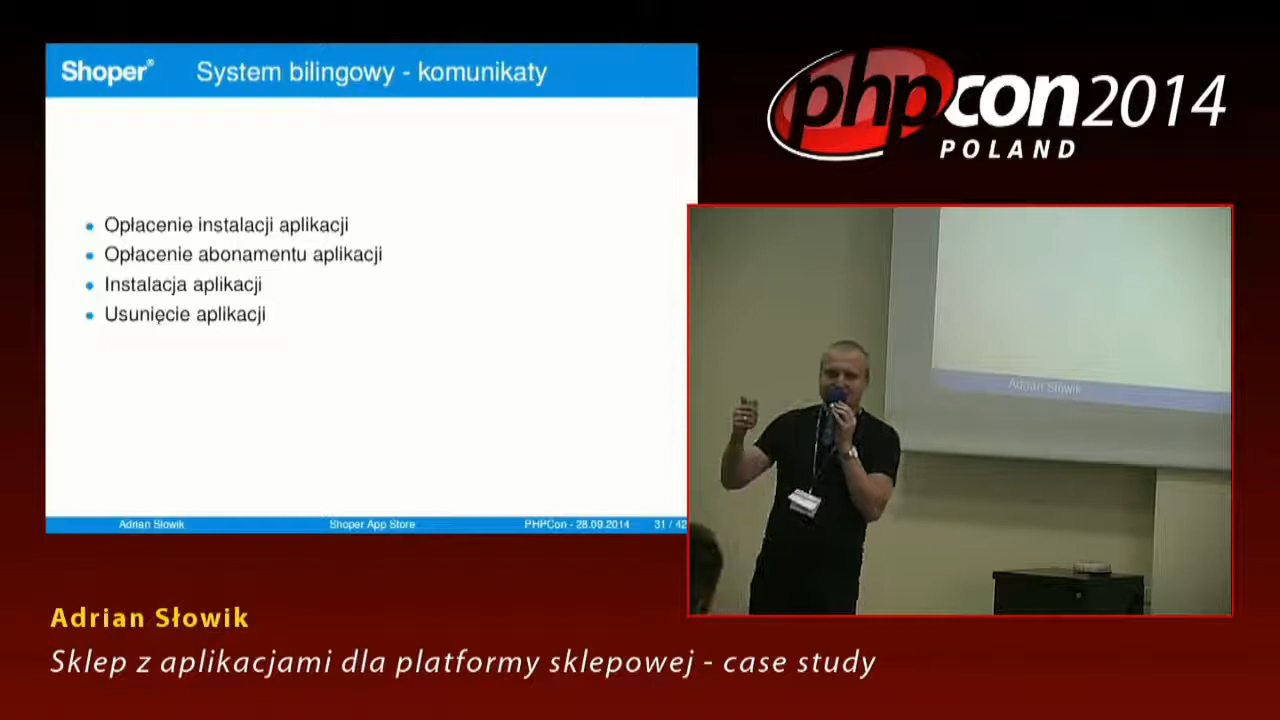 Shoper®
System bilingowy - komunikaty
Opłacenie instalacji aplikacji
Opłacenie abonamentu aplikacji
Instalacja aplikacji
Usunięcie aplikacji
Adrian Słowik
Shoper App Store
PHPCon - 28.09.2014
31 / 42
phpcon2014
POLAND
Adrian Słowik
Adrian Słowik
Sklep z aplikacjami dla platformy sklepowej - case study